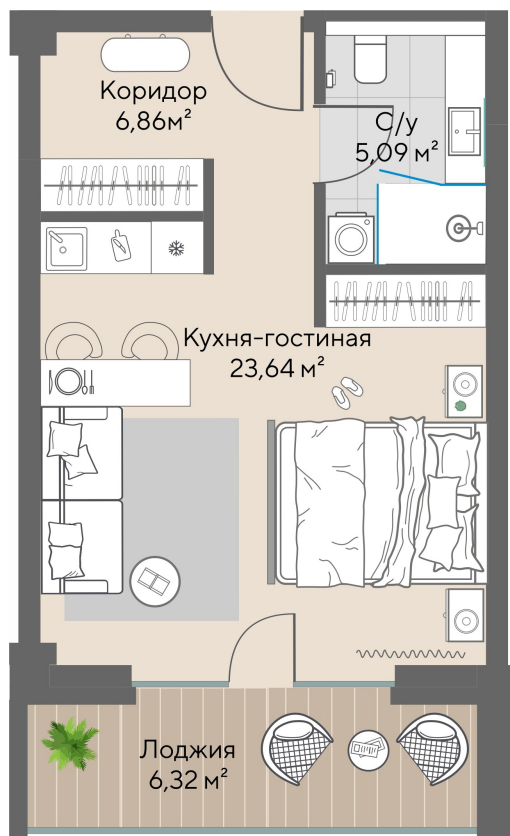 Коридор
6,86м²
С/у
5,09 м²
Кухня-гостиная
23,64 м²
Лоджия
6,32 м²